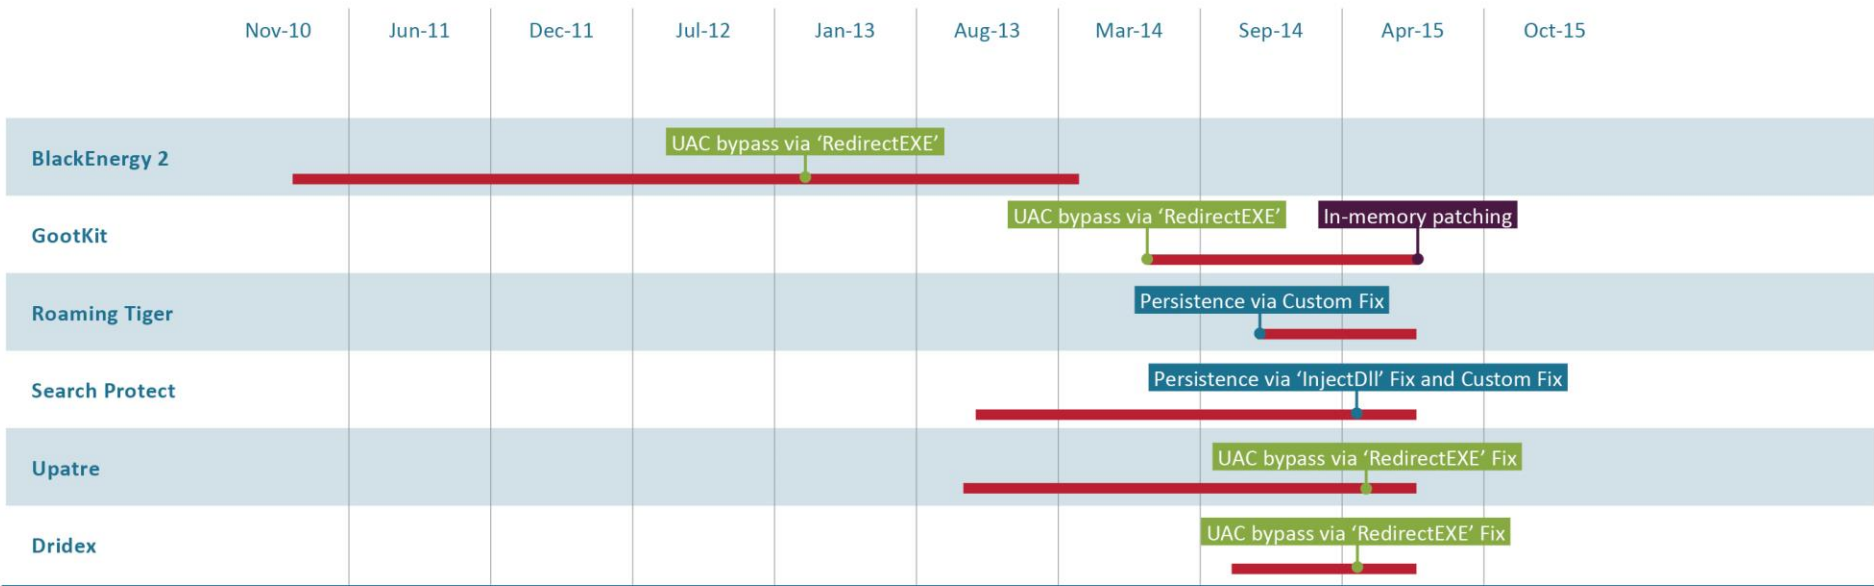 Nov-10 Jun-11 Dec-11 Jul-12 Jan-13 Aug-13 Mar-14 Sep-14 Apr-15 Oct-15
UAC bypass via ‘RedirectEXE’
BlackEnergy 2
UAC bypass via ‘RedirectEXE’ In-memory patching
GootKit
Persistence via Custom Fix
Roaming Tiger
Persistence via ‘InjectDll’ Fix and Custom Fix
Search Protect
UAC bypass via ‘RedirectEXE’ Fix
Upatre
UAC bypass via ‘RedirectEXE’ Fix
Dridex